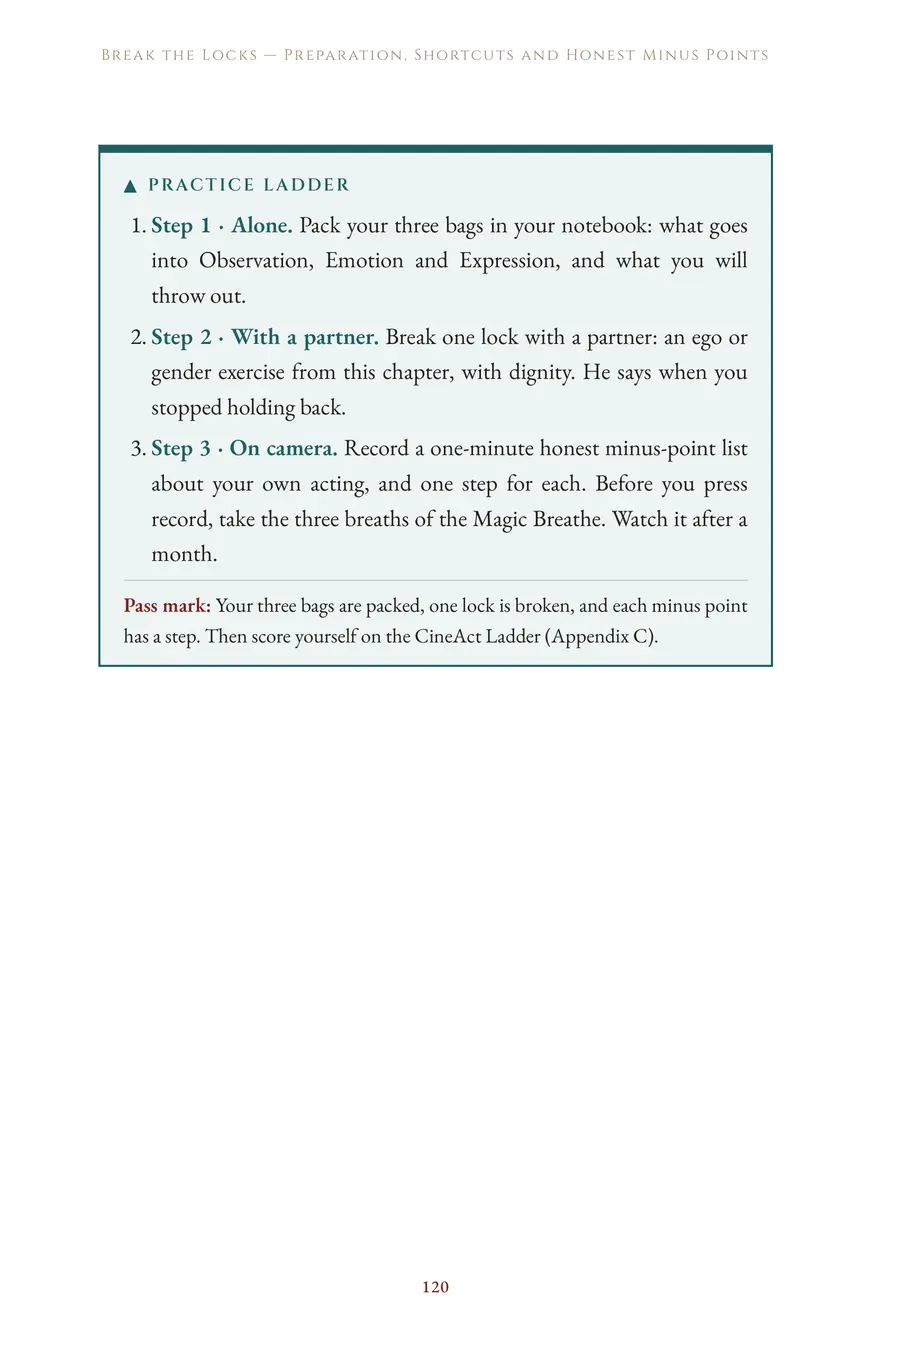 Break the Locks — Preparation, Shortcuts and Honest Minus Points
▲ PRACTICE LADDER
1. Step 1 · Alone. Pack your three bags in your notebook: what goes
into Observation, Emotion and Expression, and what you will
throw out.
2. Step 2 · With a partner. Break one lock with a partner: an ego or
gender exercise from this chapter, with dignity. He says when you
stopped holding back.
3. Step 3 · On camera. Record a one-minute honest minus-point list
about your own acting, and one step for each. Before you press
record, take the three breaths of the Magic Breathe. Watch it after a
month.
Pass mark: Your three bags are packed, one lock is broken, and each minus point
has a step. Then score yourself on the CineAct Ladder (Appendix C).
120